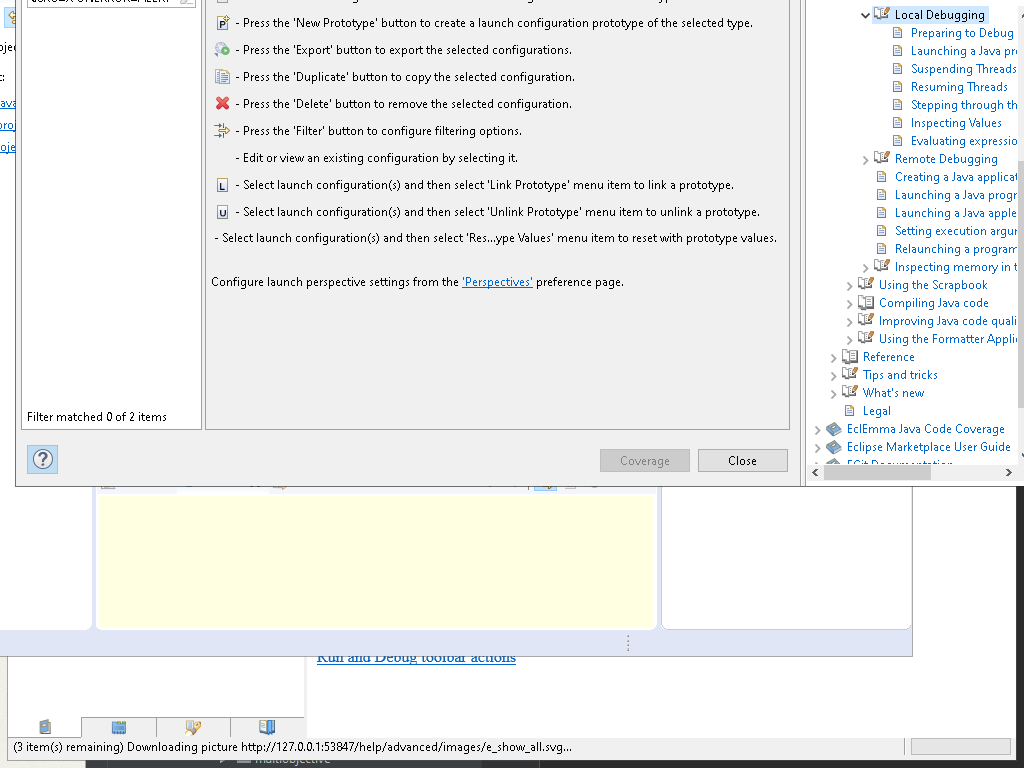 - Press the 'New Prototype' button to create a launch configuration prototype of the selected type.
- Press the 'Export' button to export the selected configurations.
- Press the 'Duplicate' button to copy the selected configuration.
- Press the 'Delete' button to remove the selected configuration.
- Press the 'Filter' button to configure filtering options.
- Edit or view an existing configuration by selecting it.
- Select launch configuration(s) and then select 'Link Prototype' menu item to link a prototype.
- Select launch configuration(s) and then select 'Unlink Prototype' menu item to unlink a prototype.
- Select launch configuration(s) and then select 'Res...ype Values' menu item to reset with prototype values.
Configure launch perspective settings from the 'Perspectives' preference page.
Filter matched 0 of 2 items
Coverage
Close
Local Debugging
Preparing to Debug
Launching a Java pr
Suspending Threads
Resuming Threads
Stepping through th
Inspecting Values
Evaluating expressio
Remote Debugging
Creating a Java applicat
Launching a Java progr
Launching a Java apple
Setting execution argur
Relaunching a program
Inspecting memory in t
Using the Scrapbook
Compiling Java code
Improving Java code quali
Using the Formatter Applic
Reference
Tips and tricks
What's new
Legal
EclEmma Java Code Coverage
Eclipse Marketplace User Guide
EGit Documentation
Run and Debug toolbar actions
(3 item(s) remaining) Downloading picture http://127.0.0.1:53847/help/advanced/images/e_show_all.svg...
multiobjective